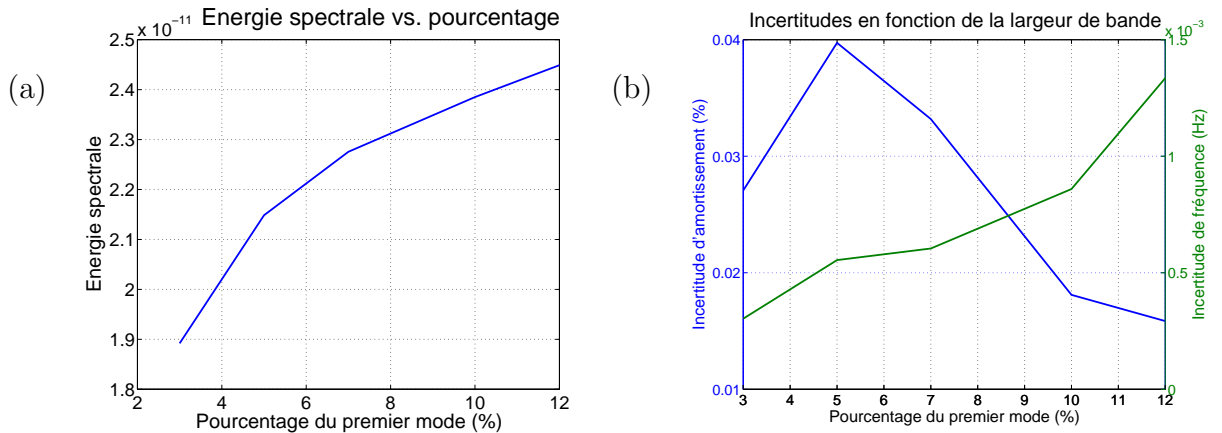 (a)
x 10⁻¹¹ Energie spectrale vs. pourcentage
Energie spectrale
2.5
2.4
2.3
2.2
2.1
2
1.9
1.8
2 4 6 8 10 12
Pourcentage du premier mode (%)
(b)
Incertitudes en fonction de la largeur de bande
x 10⁻³
Incertitude d'amortissement (%)
0.04
0.03
0.02
0.01
1.5
1
0.5
0
Incertitude de fréquence (Hz)
3 4 5 6 7 8 9 10 11 12
Pourcentage du premier mode (%)